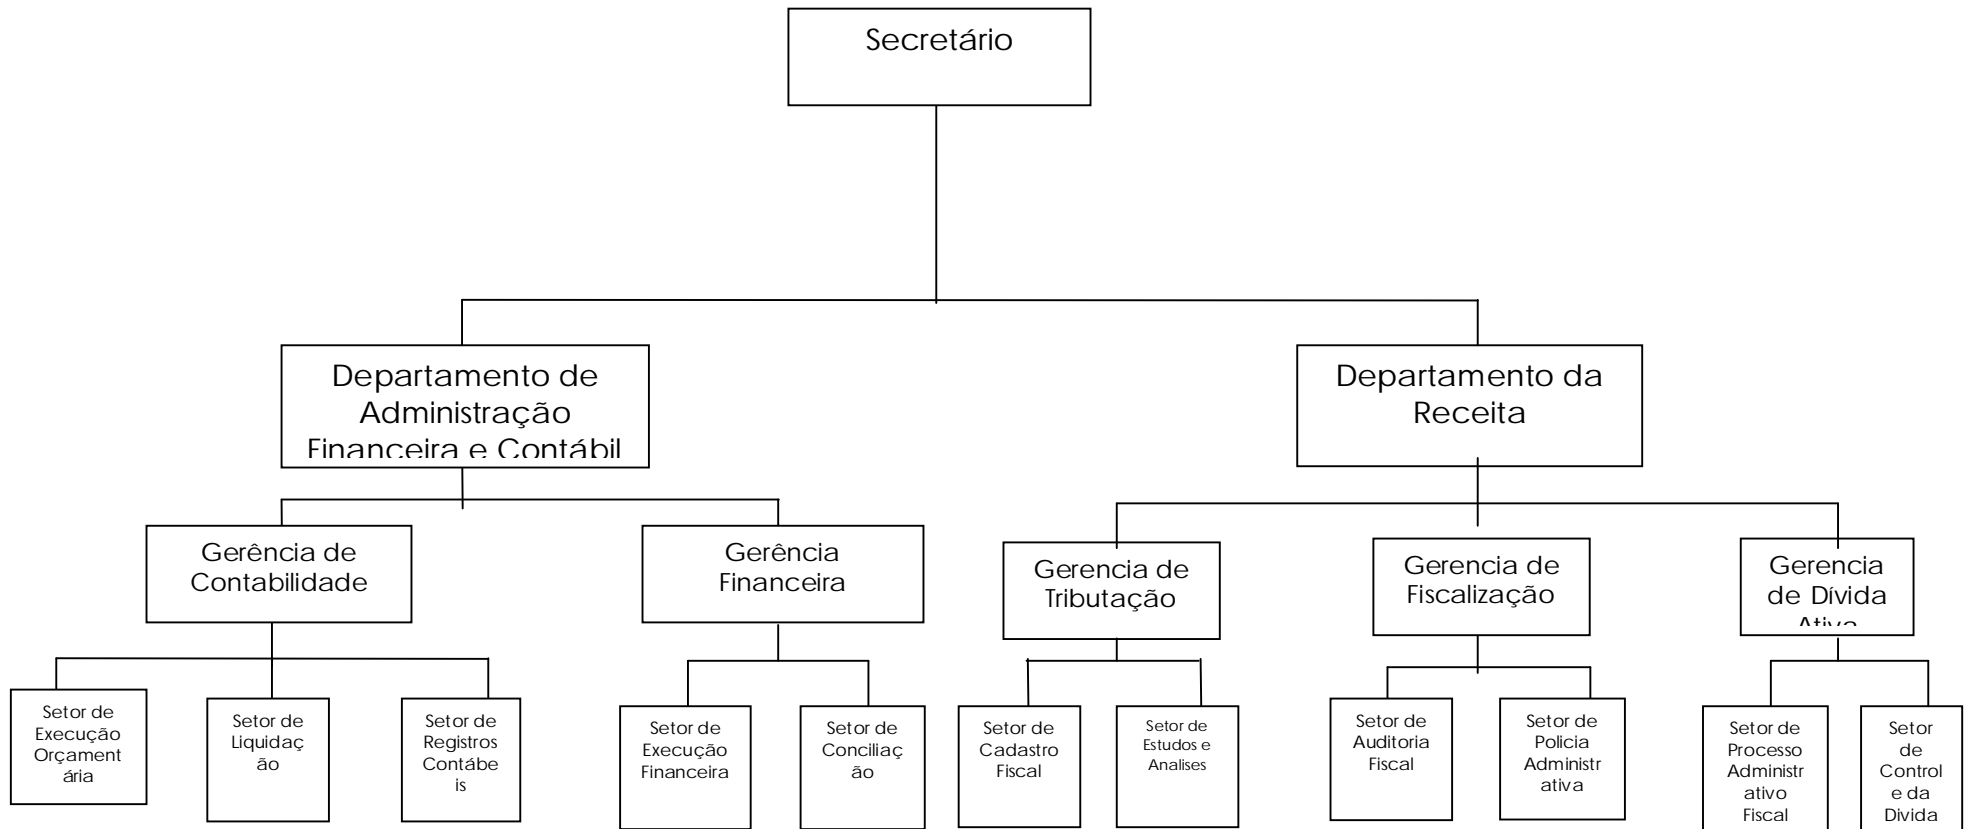 Secretário
Departamento de
Administração
Financeira e Contábil
Departamento da
Receita
Gerência de
Contabilidade
Gerência
Financeira
Gerencia de
Tributação
Gerencia de
Fiscalização
Gerencia
de Dívida
Ativa
Setor de
Execução
Orçament
ária
Setor de
Liquidaç
ão
Setor de
Registros
Contábe
is
Setor de
Execução
Financeira
Setor de
Conciliaç
ão
Setor de
Cadastro
Fiscal
Setor de
Estudos e
Analises
Setor de
Auditoria
Fiscal
Setor de
Policia
Administr
ativa
Setor de
Processo
Administr
ativo
Fiscal
Setor
de
Control
e da
Divida